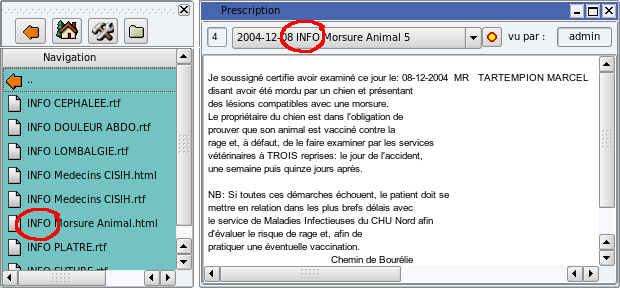 Navigation
..
INFO CEPHALEE.rtf
INFO DOULEUR ABDO.rtf
INFO LOMBALGIE.rtf
INFO Medecins CISIH.html
INFO Medecins CISIH.rtf
INFO Morsure Animal.html
INFO PLATRE.rtf
INFO SUTURE.rtf
Prescription
4
2004-12-08 INFO Morsure Animal 5
vu par :
admin
Je soussigné certifie avoir examiné ce jour le: 08-12-2004 MR TARTEMPION MARCEL
disant avoir été mordu par un chien et présentant
des lésions compatibles avec une morsure.
Le propriétaire du chien est dans l'obligation de
prouver que son animal est vacciné contre la
rage et, à défaut, de le faire examiner par les services
vétérinaires à TROIS reprises: le jour de l'accident,
une semaine puis quinze jours après.
NB: Si toutes ces démarches échouent, le patient doit se
mettre en relation dans les plus brefs délais avec
le service de Maladies Infectieuses du CHU Nord afin
d'évaluer le risque de rage et, afin de
pratiquer une éventuelle vaccination.
Chemin de Bourélie